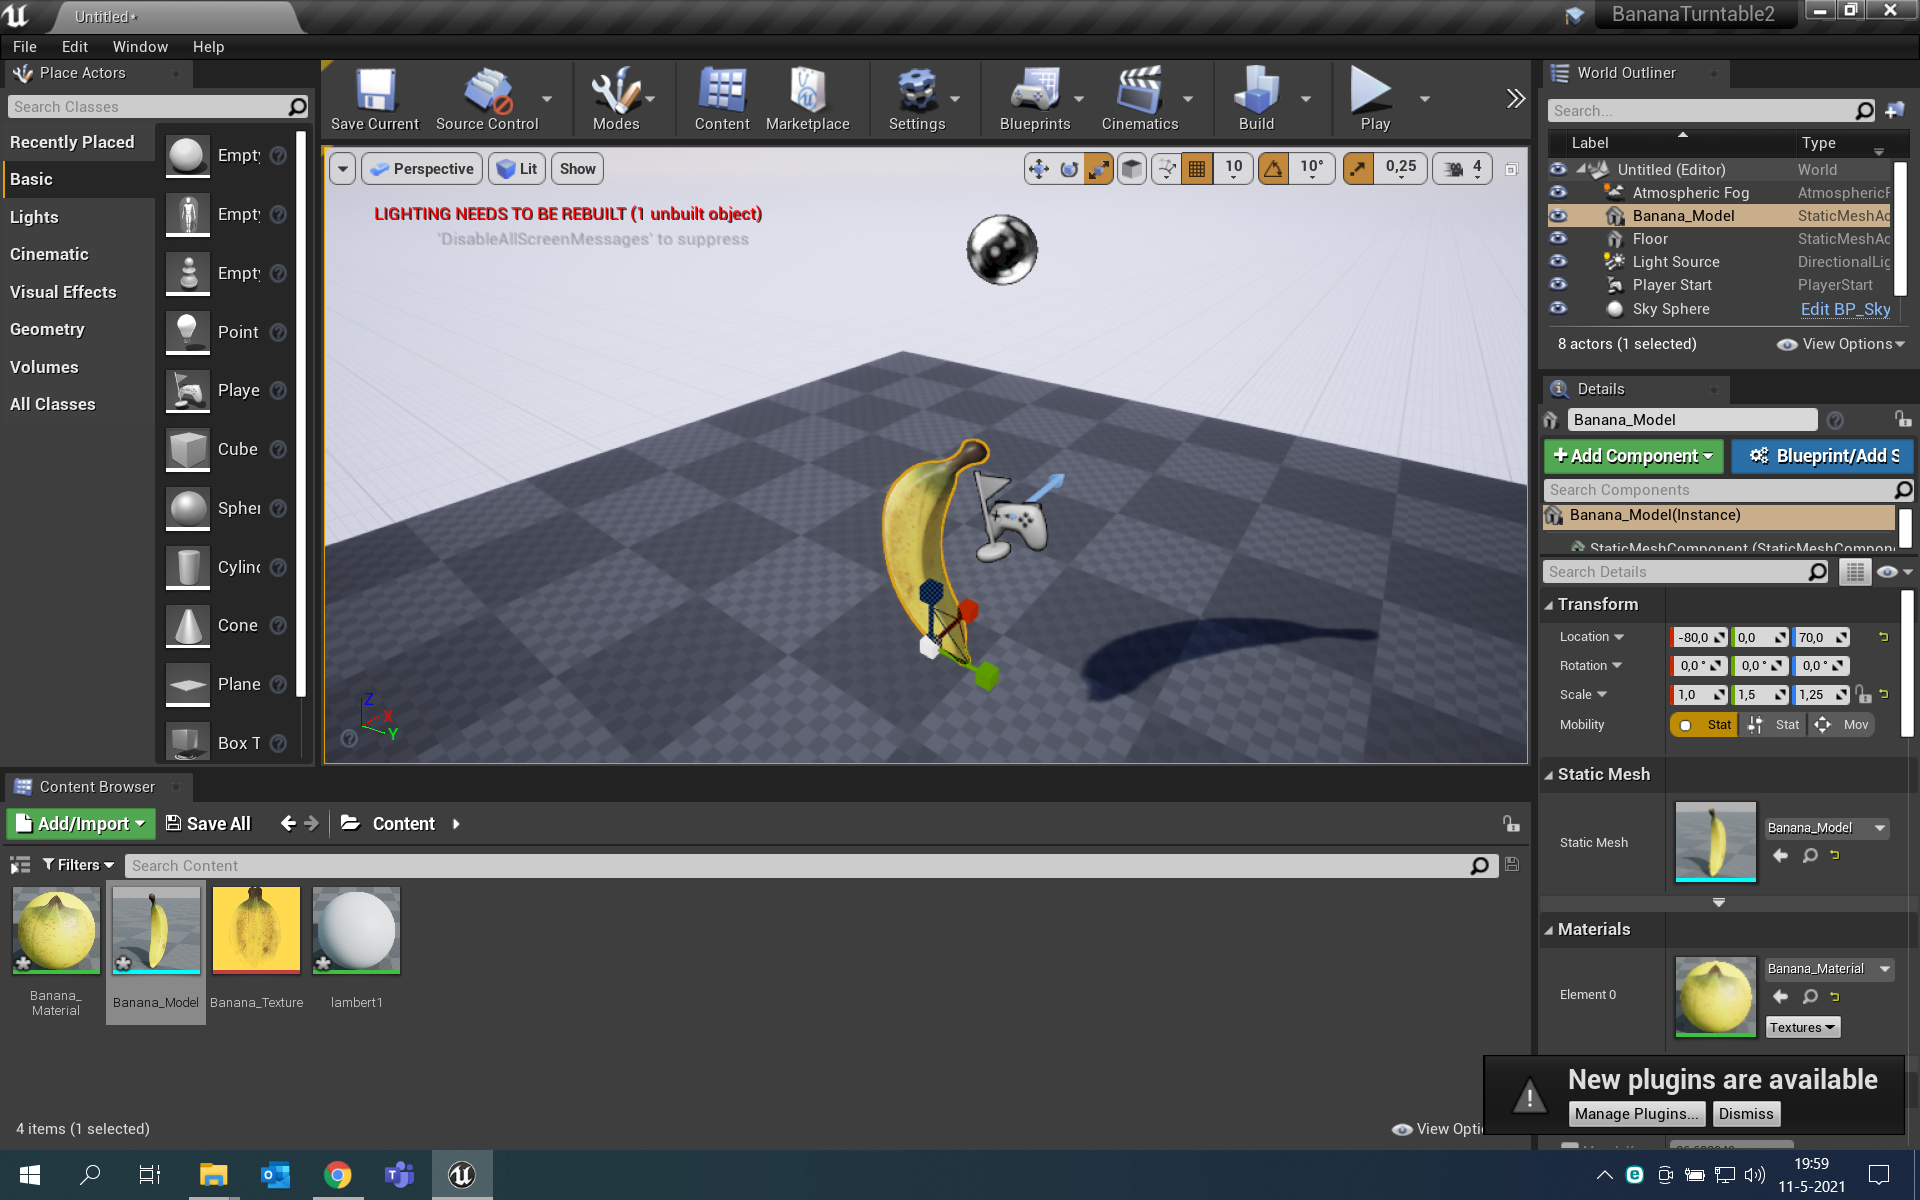 Untitled*
BananaTurntable2
File Edit Window Help
Place Actors
Search Classes
Recently Placed
Basic
Lights
Cinematic
Visual Effects
Geometry
Volumes
All Classes
Empty
Empty
Empty
Point
Playe
Cube
Spher
Cylind
Cone
Plane
Box T
Save Current
Source Control
Modes
Content
Marketplace
Settings
Blueprints
Cinematics
Build
Play
Perspective
Lit
Show
10
10°
0,25
4
LIGHTING NEEDS TO BE REBUILT (1 unbuilt object)
'DisableAllScreenMessages' to suppress
Z
X
Y
World Outliner
Search...
Label Type
Untitled (Editor) World
Atmospheric Fog AtmosphericF
Banana_Model StaticMeshAc
Floor StaticMeshAc
Light Source DirectionalLig
Player Start PlayerStart
Sky Sphere Edit BP_Sky
8 actors (1 selected) View Options
Details
Banana_Model
+Add Component
Blueprint/Add S
Search Components
Banana_Model(Instance)
StaticMeshComponent (StaticMeshCompon
Search Details
Transform
Location -80,0 0,0 70,0
Rotation 0,0 ° 0,0 ° 0,0 °
Scale 1,0 1,5 1,25
Mobility Stat Stat Mov
Static Mesh
Static Mesh
Banana_Model
Materials
Element 0
Banana_Material
Textures
Content Browser
Add/Import
Save All
Content
Filters
Search Content
Banana_
Material
Banana_Model
Banana_Texture
lambert1
4 items (1 selected)
View Opti
New plugins are available
Manage Plugins...
Dismiss
19:59
11-5-2021